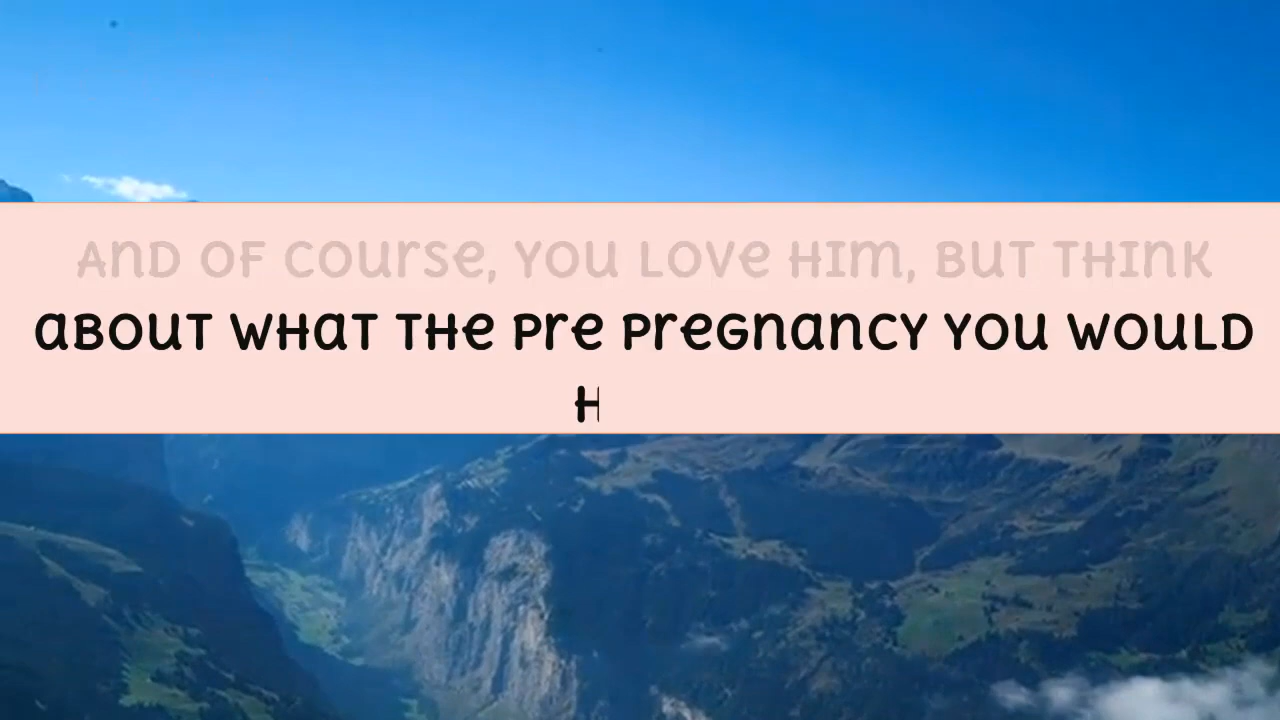 AND OF COURSE, YOU LOVE HIM, BUT THINK
ABOUT WHAT THE PRE PREGNANCY YOU WOULD
H